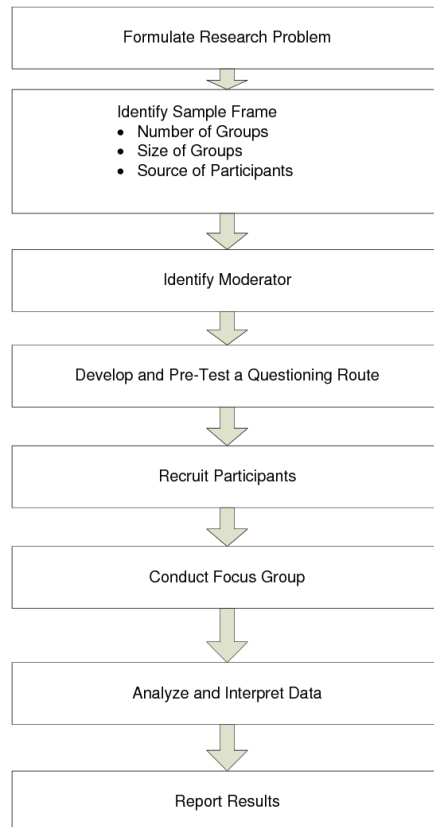 Formulate Research Problem
Identify Sample Frame
• Number of Groups
• Size of Groups
• Source of Participants
Identify Moderator
Develop and Pre-Test a Questioning Route
Recruit Participants
Conduct Focus Group
Analyze and Interpret Data
Report Results